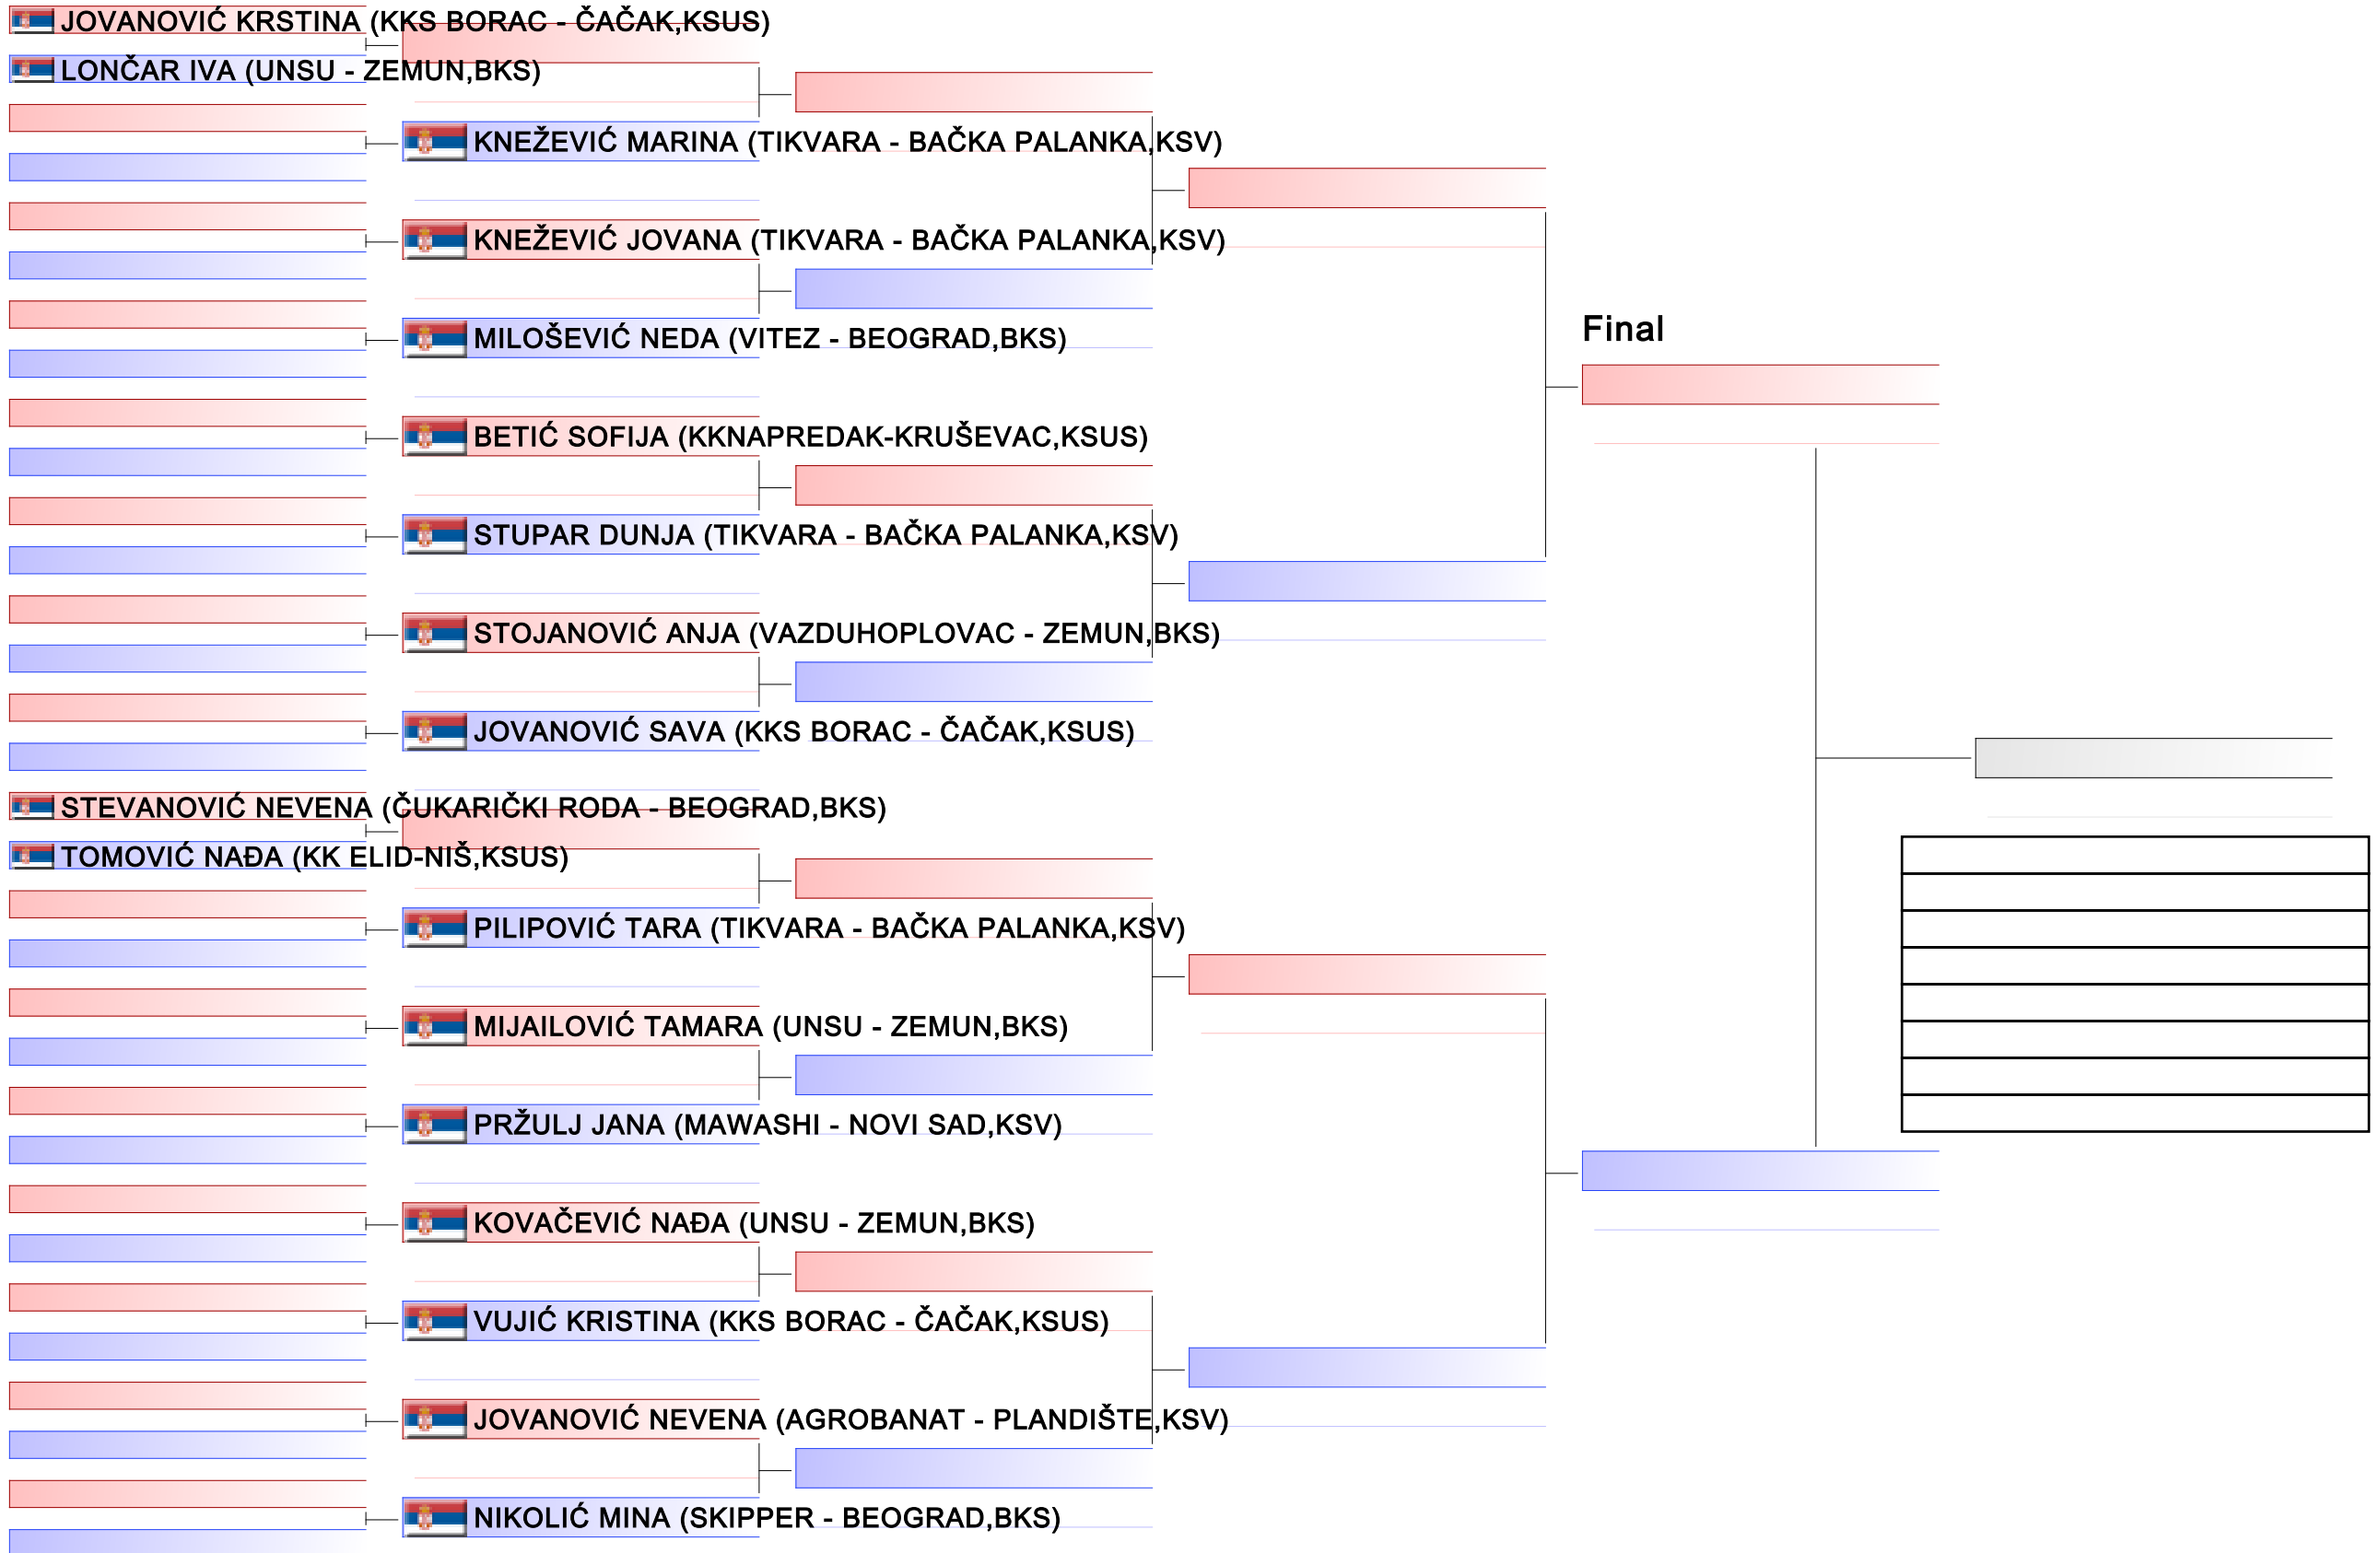 JOVANOVIĆ KRSTINA (KKS BORAC - ČAČAK,KSUS)
LONČAR IVA (UNSU - ZEMUN,BKS)
KNEŽEVIĆ MARINA (TIKVARA - BAČKA PALANKA,KSV)
KNEŽEVIĆ JOVANA (TIKVARA - BAČKA PALANKA,KSV)
MILOŠEVIĆ NEDA (VITEZ - BEOGRAD,BKS)
Final
BETIĆ SOFIJA (KKNAPREDAK-KRUŠEVAC,KSUS)
STUPAR DUNJA (TIKVARA - BAČKA PALANKA,KSV)
STOJANOVIĆ ANJA (VAZDUHOPLOVAC - ZEMUN,BKS)
JOVANOVIĆ SAVA (KKS BORAC - ČAČAK,KSUS)
STEVANOVIĆ NEVENA (ČUKARIČKI RODA - BEOGRAD,BKS)
TOMOVIĆ NAĐA (KK ELID-NIŠ,KSUS)
PILIPOVIĆ TARA (TIKVARA - BAČKA PALANKA,KSV)
MIJAILOVIĆ TAMARA (UNSU - ZEMUN,BKS)
PRŽULJ JANA (MAWASHI - NOVI SAD,KSV)
KOVAČEVIĆ NAĐA (UNSU - ZEMUN,BKS)
VUJIĆ KRISTINA (KKS BORAC - ČAČAK,KSUS)
JOVANOVIĆ NEVENA (AGROBANAT - PLANDIŠTE,KSV)
NIKOLIĆ MINA (SKIPPER - BEOGRAD,BKS)